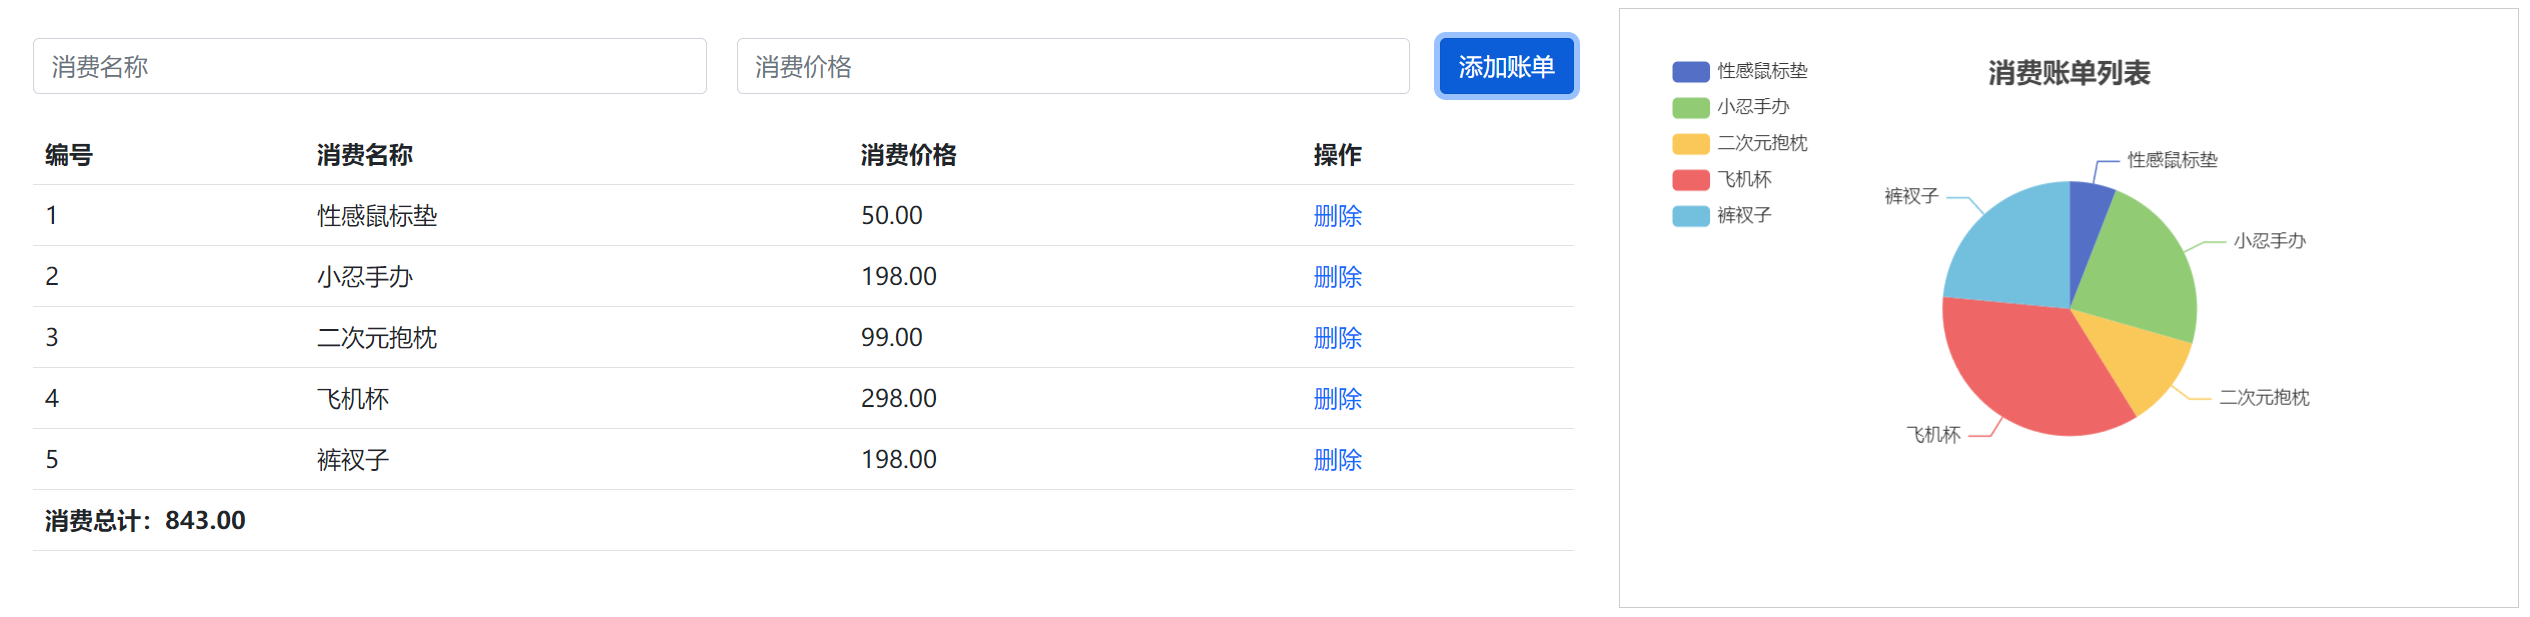 消费名称 消费价格 添加账单
编号 消费名称 消费价格 操作
1 性感鼠标垫 50.00 删除
2 小忍手办 198.00 删除
3 二次元抱枕 99.00 删除
4 飞机杯 298.00 删除
5 裤衩子 198.00 删除
消费总计：843.00
消费账单列表
性感鼠标垫
小忍手办
二次元抱枕
飞机杯
裤衩子
性感鼠标垫
裤衩子
小忍手办
二次元抱枕
飞机杯